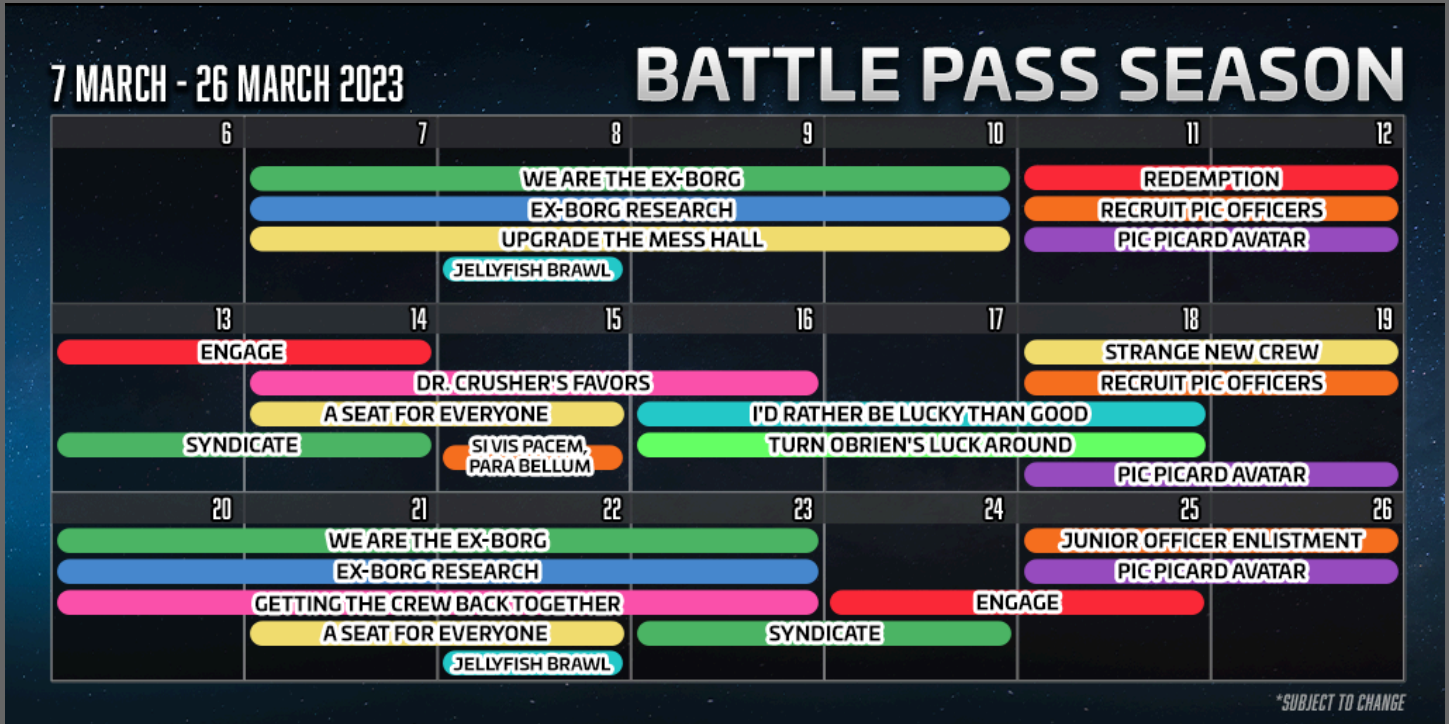 7 MARCH - 26 MARCH 2023
BATTLE PASS SEASON
6 7 8 9 10 11 12
WE ARE THE EX-BORG
REDEMPTION
EX-BORG RESEARCH
RECRUIT PIC OFFICERS
UPGRADE THE MESS HALL
PIC PICARD AVATAR
JELLYFISH BRAWL
13 14 15 16 17 18 19
ENGAGE
STRANGE NEW CREW
DR. CRUSHER'S FAVORS
RECRUIT PIC OFFICERS
A SEAT FOR EVERYONE
I'D RATHER BE LUCKY THAN GOOD
SYNDICATE
SI VIS PACEM,
PARA BELLUM
TURN OBRIEN'S LUCK AROUND
PIC PICARD AVATAR
20 21 22 23 24 25 26
WE ARE THE EX-BORG
JUNIOR OFFICER ENLISTMENT
EX-BORG RESEARCH
PIC PICARD AVATAR
GETTING THE CREW BACK TOGETHER
ENGAGE
A SEAT FOR EVERYONE
SYNDICATE
JELLYFISH BRAWL
*SUBJECT TO CHANGE